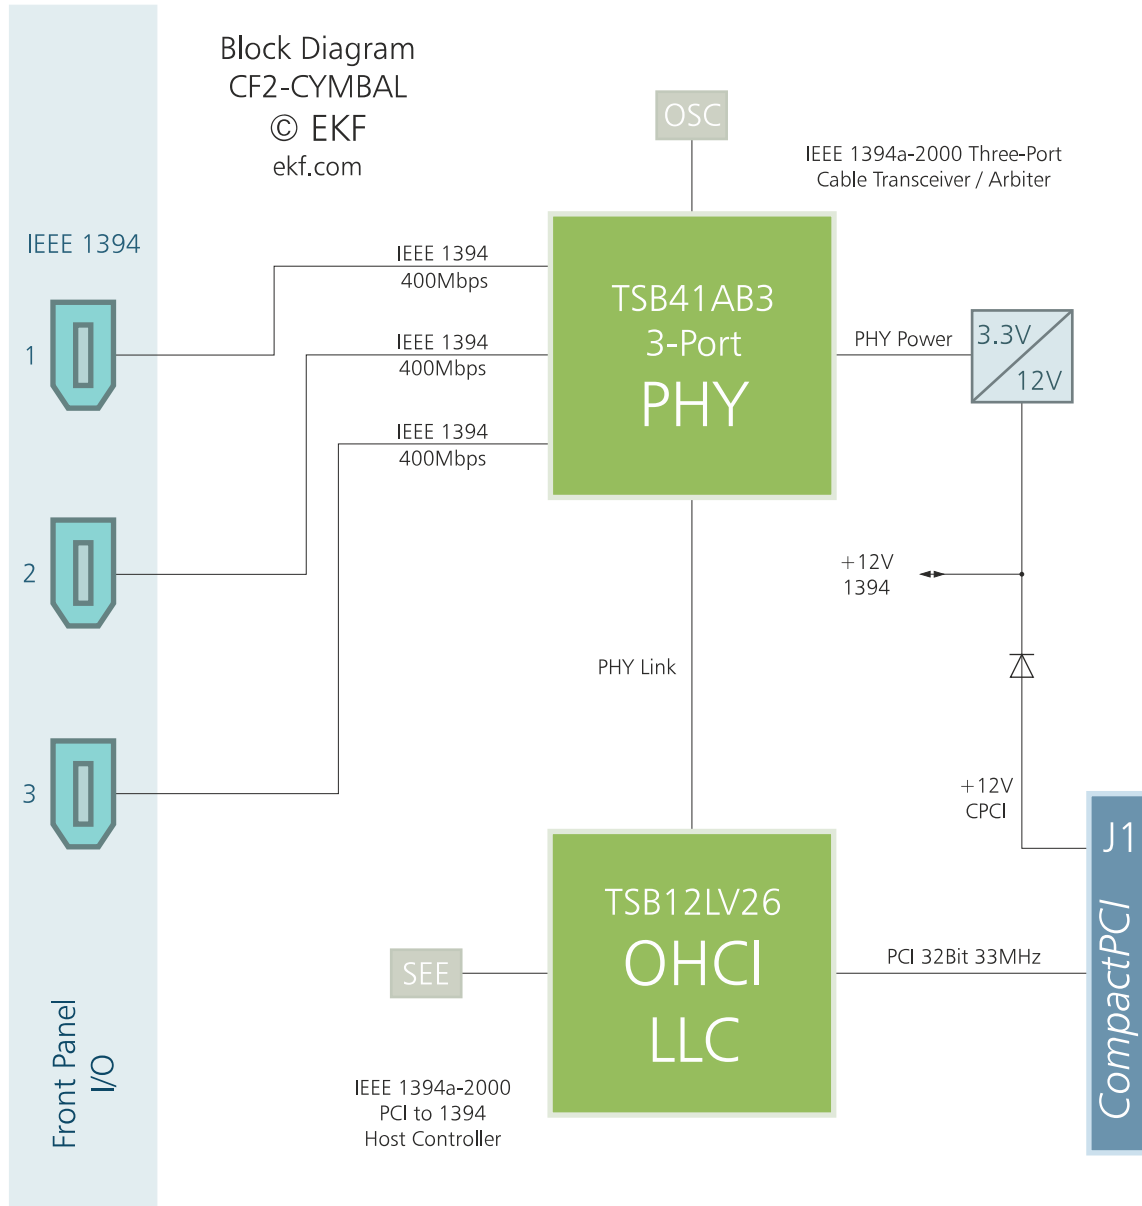 Block Diagram
CF2-CYMBAL
© EKF
ekf.com
OSC
IEEE 1394a-2000 Three-Port
Cable Transceiver / Arbiter
IEEE 1394
1
2
3
Front Panel
I/O
IEEE 1394
400Mbps
IEEE 1394
400Mbps
IEEE 1394
400Mbps
TSB41AB3
3-Port
PHY
PHY Power
3.3V
12V
+12V
1394
PHY Link
+12V
CPCI
J1
CompactPCI
TSB12LV26
OHCI
LLC
PCI 32Bit 33MHz
SEE
IEEE 1394a-2000
PCI to 1394
Host Controller